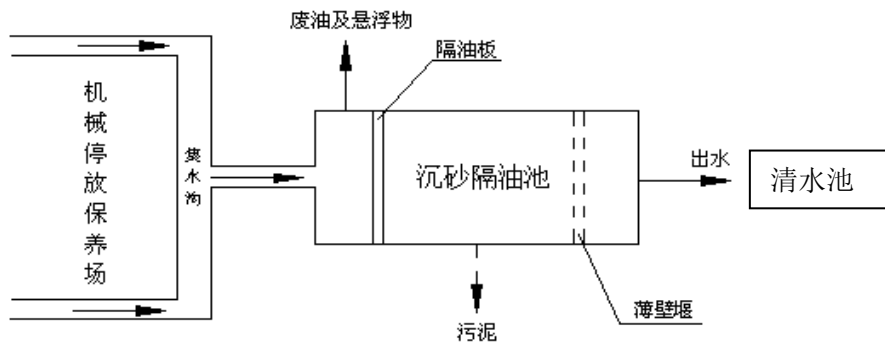 废油及悬浮物
隔油板
机械停放保养场
集水沟
沉砂隔油池
出水
清水池
污泥
薄壁堰